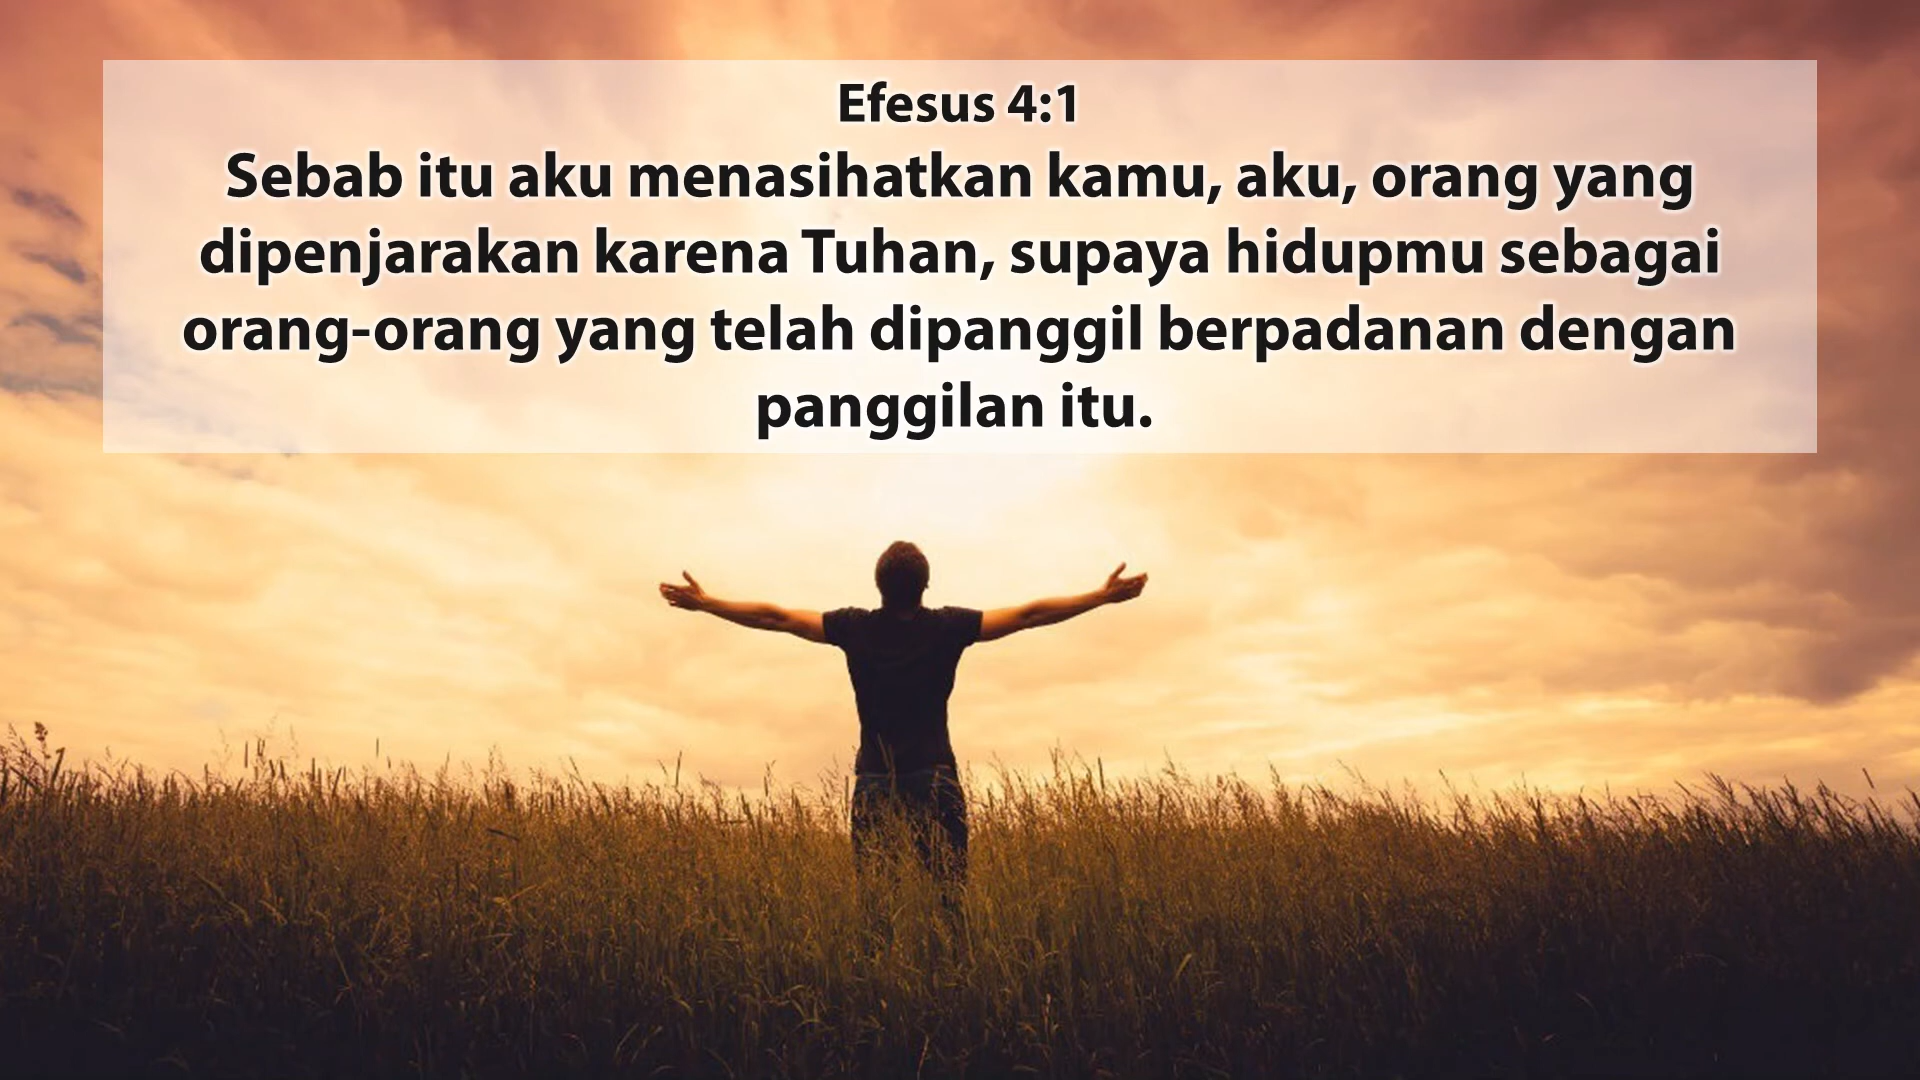 Efesus 4:1
Sebab itu aku menasihatkan kamu, aku, orang yang
dipenjarakan karena Tuhan, supaya hidupmu sebagai
orang-orang yang telah dipanggil berpadanan dengan
panggilan itu.